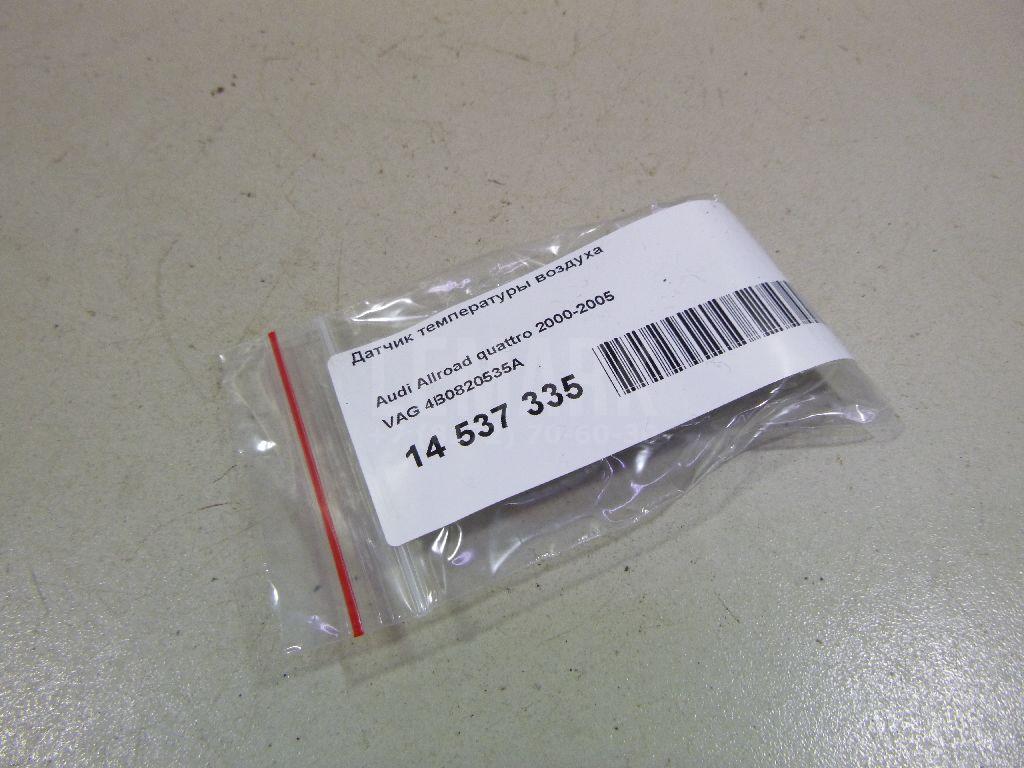 Датчик температуры воздуха
Audi Allroad quattro 2000-2005
VAG 4B0820535A
14 537 335